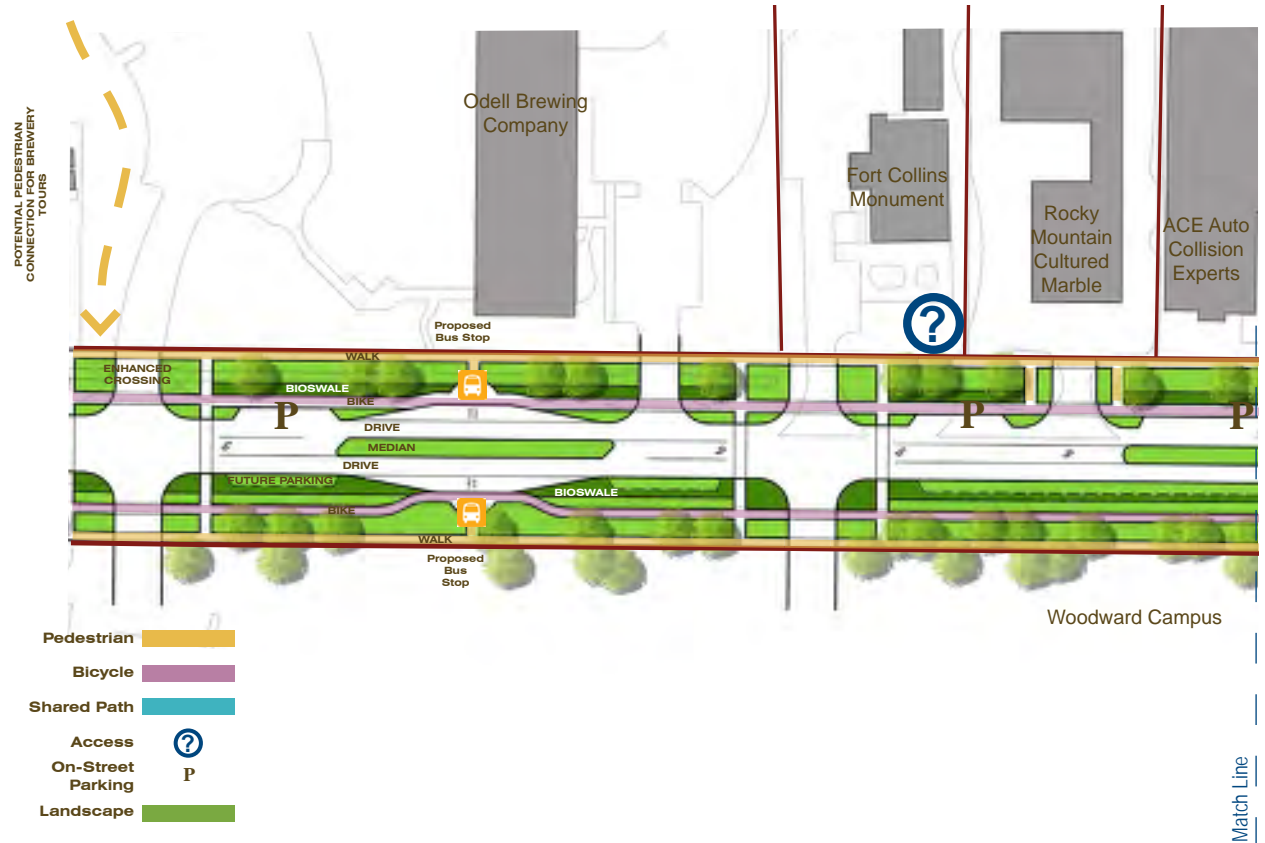 POTENTIAL PEDESTRIAN
CONNECTION FOR BREWERY
TOURS
Odell Brewing
Company
Fort Collins
Monument
Rocky
Mountain
Cultured
Marble
ACE Auto
Collision
Experts
?
Proposed
Bus Stop
WALK
ENHANCED
CROSSING
BIOSWALE
BIKE
P
P
P
DRIVE
MEDIAN
DRIVE
FUTURE PARKING
BIOSWALE
BIKE
WALK
Proposed
Bus
Stop
Woodward Campus
Pedestrian
Bicycle
Shared Path
Access
?
On-Street
Parking
P
Landscape
Match Line